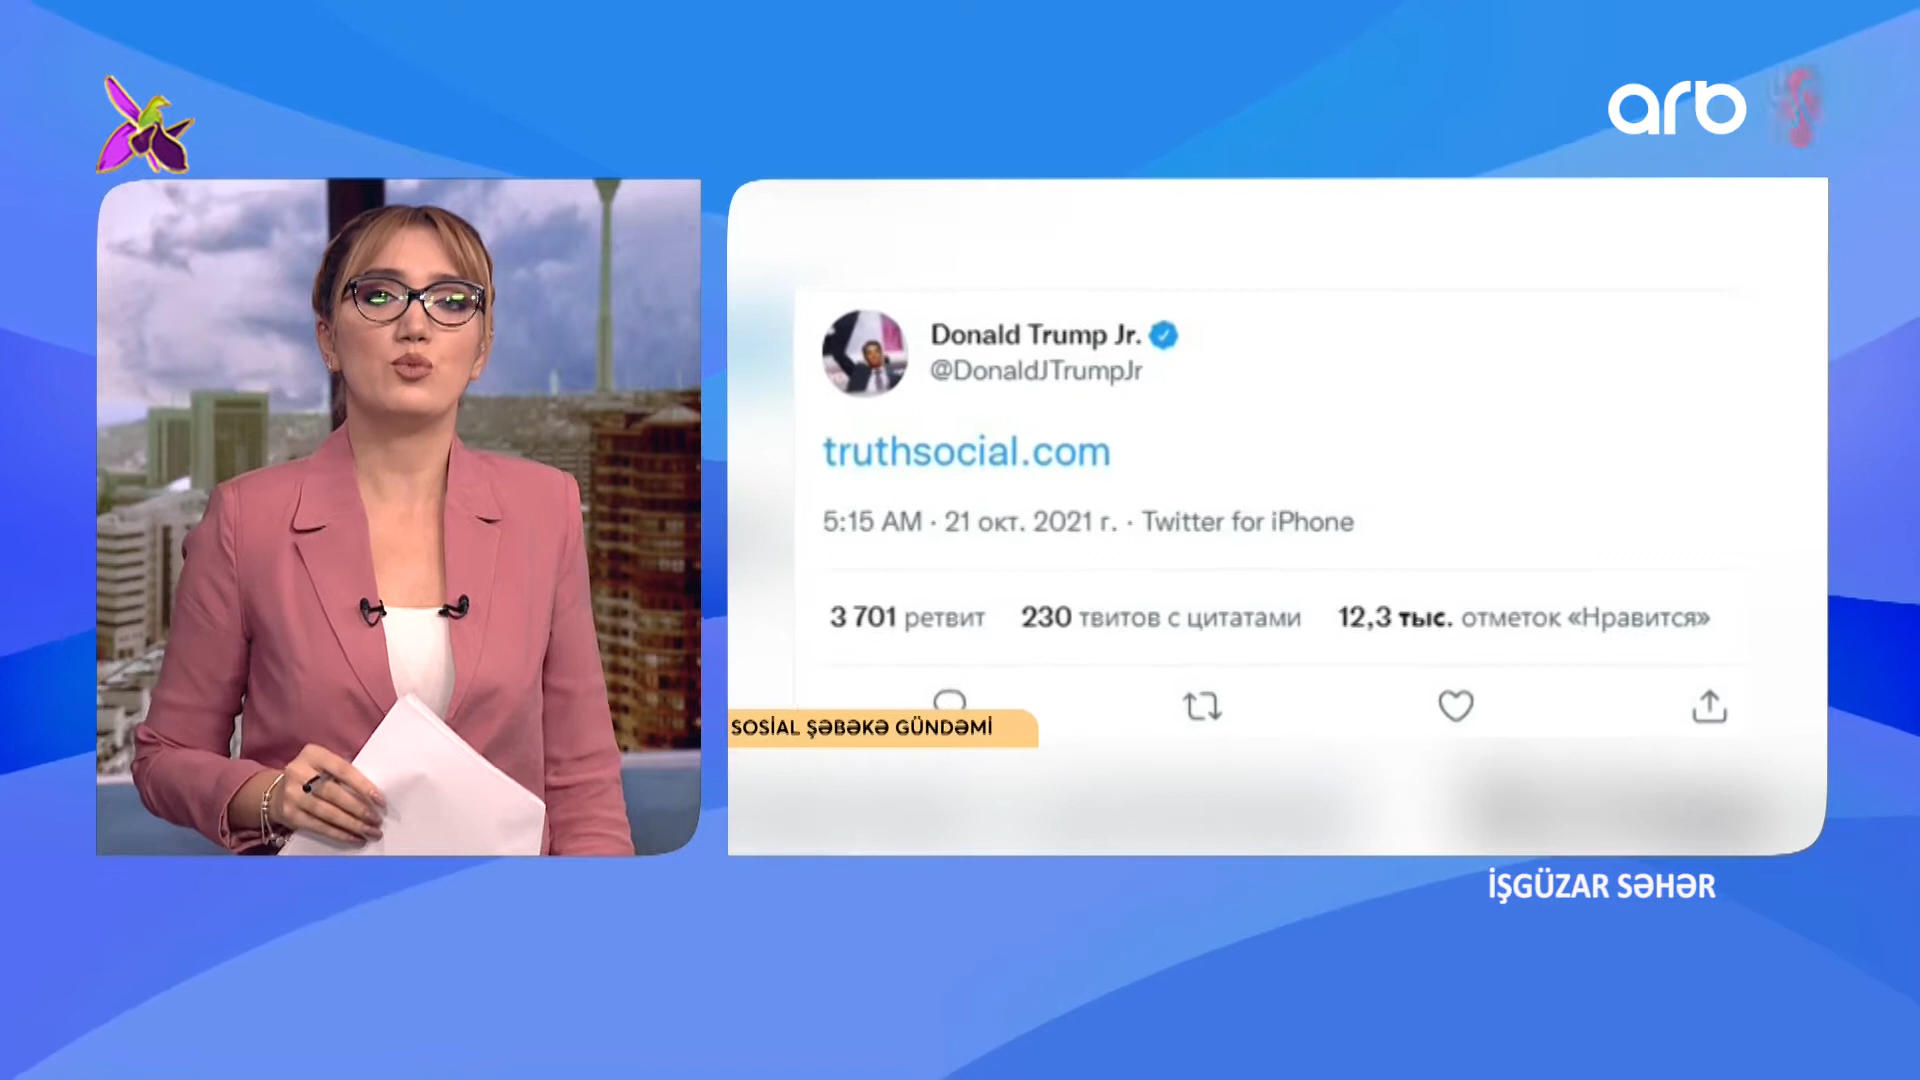 arb
Donald Trump Jr.
@DonaldJTrumpJr
truthsocial.com
5:15 AM · 21 окт. 2021 г. · Twitter for iPhone
3 701 ретвит 230 твитов с цитатами 12,3 тыс. отметок «Нравится»
SOSİAL ŞƏBƏKƏ GÜNDƏMİ
İŞGÜZAR SƏHƏR